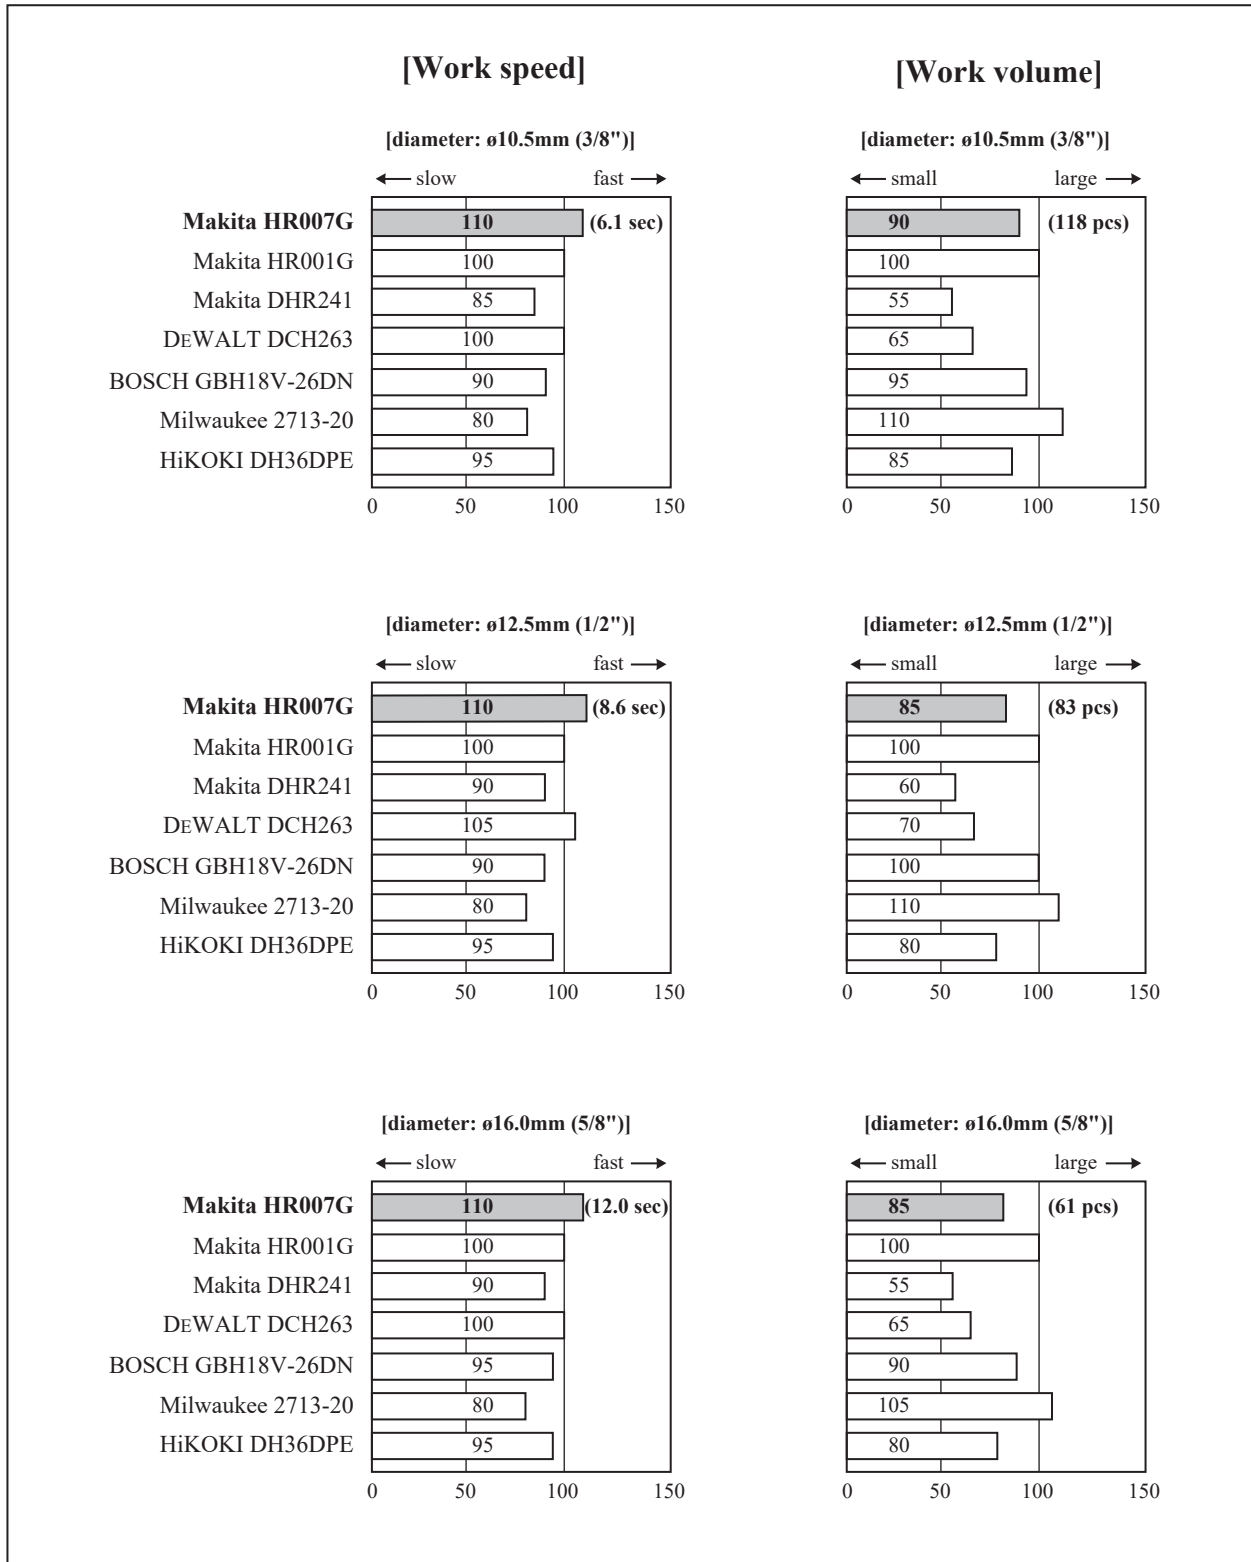 [Work speed]
[Work volume]
[diameter: ø10.5mm (3/8")]
[diameter: ø10.5mm (3/8")]
slow fast
small large
Makita HR007G 110 (6.1 sec) 90 (118 pcs)
Makita HR001G 100 100
Makita DHR241 85 55
DEWALT DCH263 100 65
BOSCH GBH18V-26DN 90 95
Milwaukee 2713-20 80 110
HiKOKI DH36DPE 95 85
0 50 100 150
0 50 100 150
[diameter: ø12.5mm (1/2")]
[diameter: ø12.5mm (1/2")]
slow fast
small large
Makita HR007G 110 (8.6 sec) 85 (83 pcs)
Makita HR001G 100 100
Makita DHR241 90 60
DEWALT DCH263 105 70
BOSCH GBH18V-26DN 90 100
Milwaukee 2713-20 80 110
HiKOKI DH36DPE 95 80
0 50 100 150
0 50 100 150
[diameter: ø16.0mm (5/8")]
[diameter: ø16.0mm (5/8")]
slow fast
small large
Makita HR007G 110 (12.0 sec) 85 (61 pcs)
Makita HR001G 100 100
Makita DHR241 90 55
DEWALT DCH263 100 65
BOSCH GBH18V-26DN 95 90
Milwaukee 2713-20 80 105
HiKOKI DH36DPE 95 80
0 50 100 150
0 50 100 150